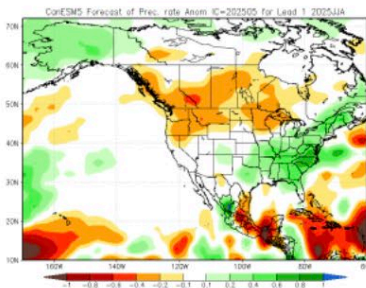 CanESM5 Forecast of Prec. rate Anom IC=202505 for Lead 1 2025JJA
70N
60N
50N
40N
30N
20N
10N
160W 140W 120W 100W 80W
-1 -0.8 -0.6 -0.4 -0.2 -0.1 0.1 0.2 0.4 0.6 0.8 1